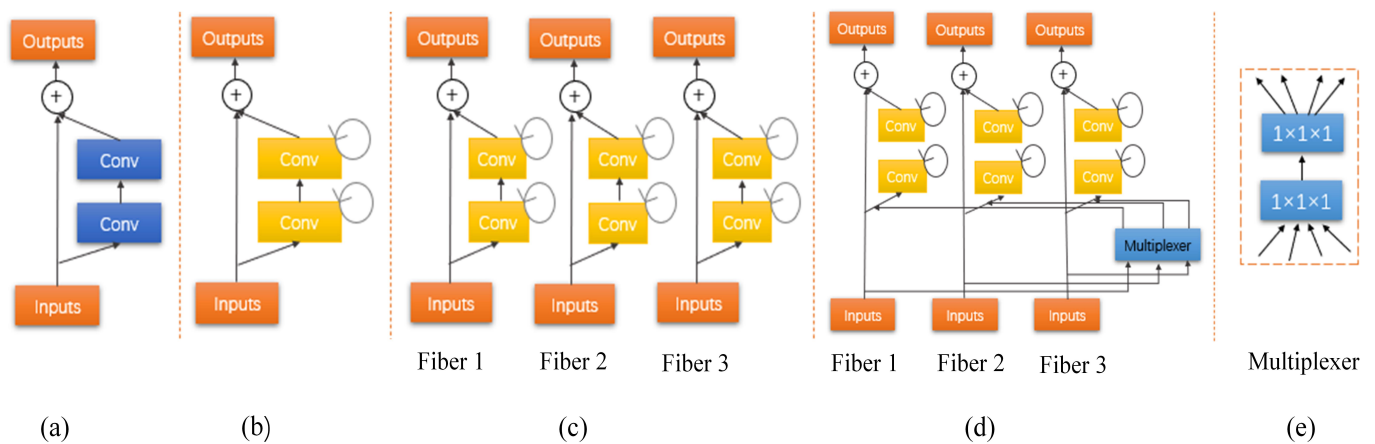 Outputs
+
Conv
Conv
Inputs
(a)
Outputs
+
Conv
Conv
Inputs
(b)
Outputs
Outputs
Outputs
+
+
+
Conv
Conv
Conv
Conv
Conv
Conv
Inputs
Inputs
Inputs
Fiber 1
Fiber 2
Fiber 3
(c)
Outputs
Outputs
Outputs
+
+
+
Conv
Conv
Conv
Conv
Conv
Conv
Multiplexer
Inputs
Inputs
Inputs
Fiber 1
Fiber 2
Fiber 3
(d)
1×1×1
1×1×1
Multiplexer
(e)